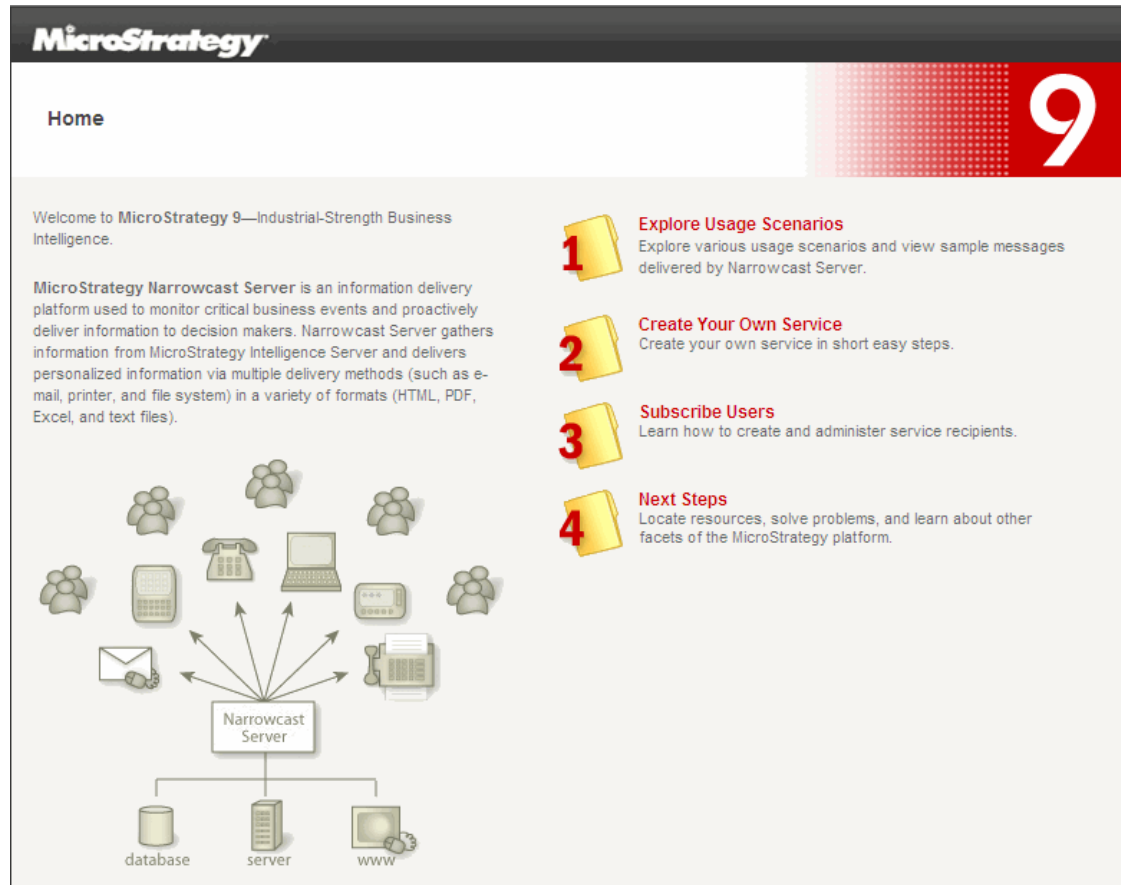 MicroStrategy
Home
9
Welcome to MicroStrategy 9—Industrial-Strength Business
Intelligence.
MicroStrategy Narrowcast Server is an information delivery
platform used to monitor critical business events and proactively
deliver information to decision makers. Narrowcast Server gathers
information from MicroStrategy Intelligence Server and delivers
personalized information via multiple delivery methods (such as e-
mail, printer, and file system) in a variety of formats (HTML, PDF,
Excel, and text files).
Narrowcast
Server
database
server
www
1
Explore Usage Scenarios
Explore various usage scenarios and view sample messages
delivered by Narrowcast Server.
2
Create Your Own Service
Create your own service in short easy steps.
3
Subscribe Users
Learn how to create and administer service recipients.
4
Next Steps
Locate resources, solve problems, and learn about other
facets of the MicroStrategy platform.